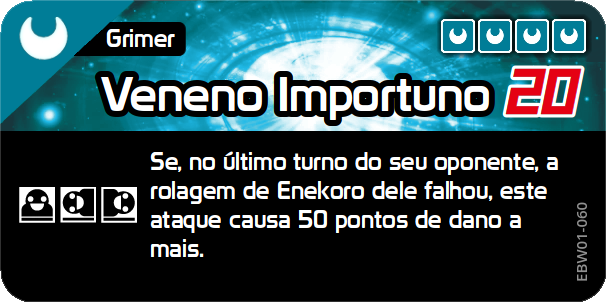 Grimer
Veneno Importuno 20
Se, no último turno do seu oponente, a
rolagem de Enekoro dele falhou, este
ataque causa 50 pontos de dano a
mais.
EBW01-060